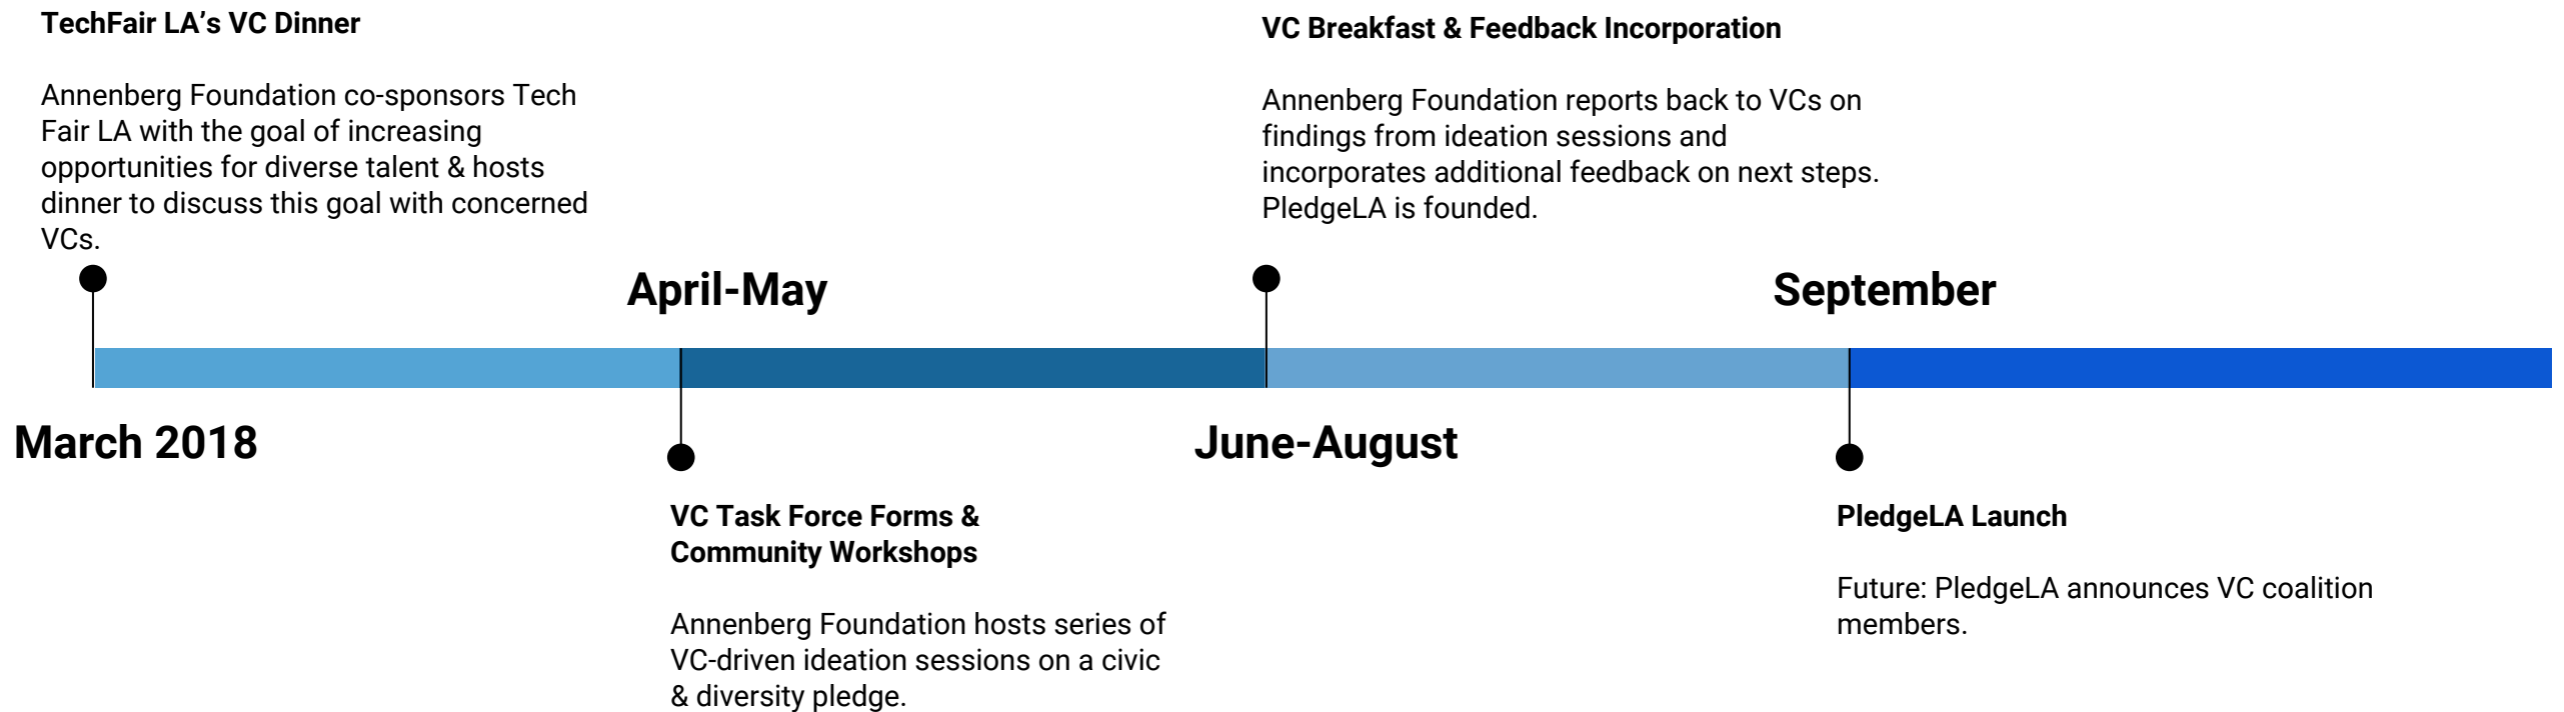 TechFair LA’s VC Dinner
Annenberg Foundation co-sponsors Tech
Fair LA with the goal of increasing
opportunities for diverse talent & hosts
dinner to discuss this goal with concerned
VCs.
March 2018
April-May
VC Task Force Forms &
Community Workshops
Annenberg Foundation hosts series of
VC-driven ideation sessions on a civic
& diversity pledge.
VC Breakfast & Feedback Incorporation
Annenberg Foundation reports back to VCs on
findings from ideation sessions and
incorporates additional feedback on next steps.
PledgeLA is founded.
June-August
September
PledgeLA Launch
Future: PledgeLA announces VC coalition
members.